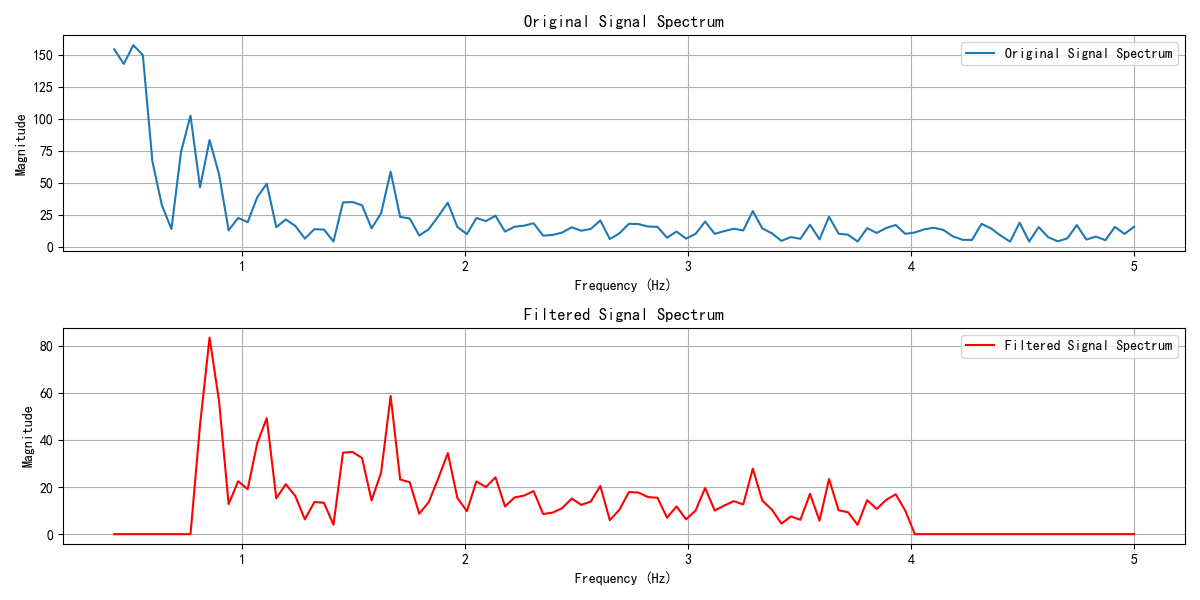 Original Signal Spectrum
Original Signal Spectrum
Magnitude
150
125
100
75
50
25
0
1
2
3
4
5
Frequency (Hz)
Filtered Signal Spectrum
Filtered Signal Spectrum
Magnitude
80
60
40
20
0
1
2
3
4
5
Frequency (Hz)